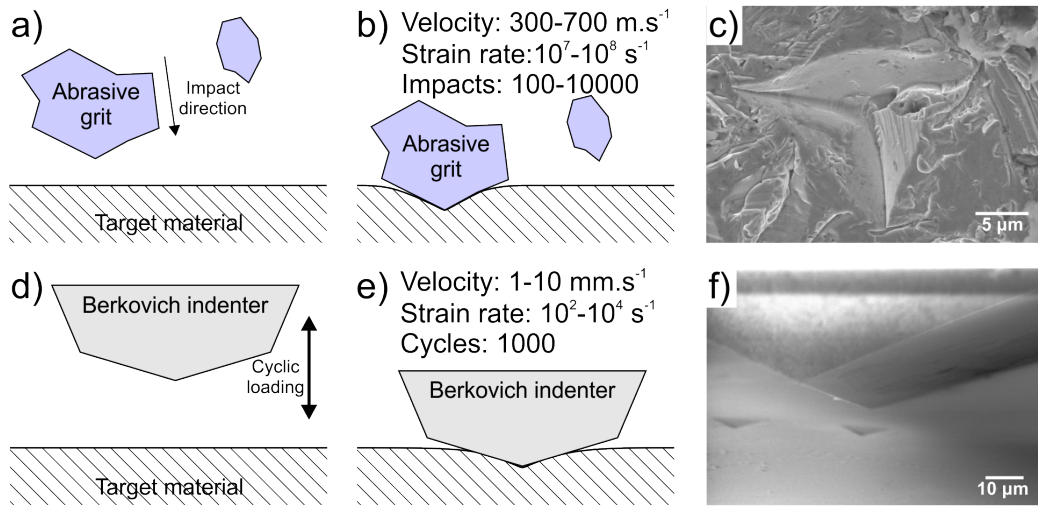 a)
Abrasive
grit
Impact
direction
Target material
b)
Velocity: 300-700 m.s⁻¹
Strain rate:10⁷-10⁸ s⁻¹
Impacts: 100-10000
Abrasive
grit
c)
5 µm
d)
Berkovich indenter
Cyclic
loading
Target material
e)
Velocity: 1-10 mm.s⁻¹
Strain rate: 10²-10⁴ s⁻¹
Cycles: 1000
Berkovich indenter
f)
10 µm